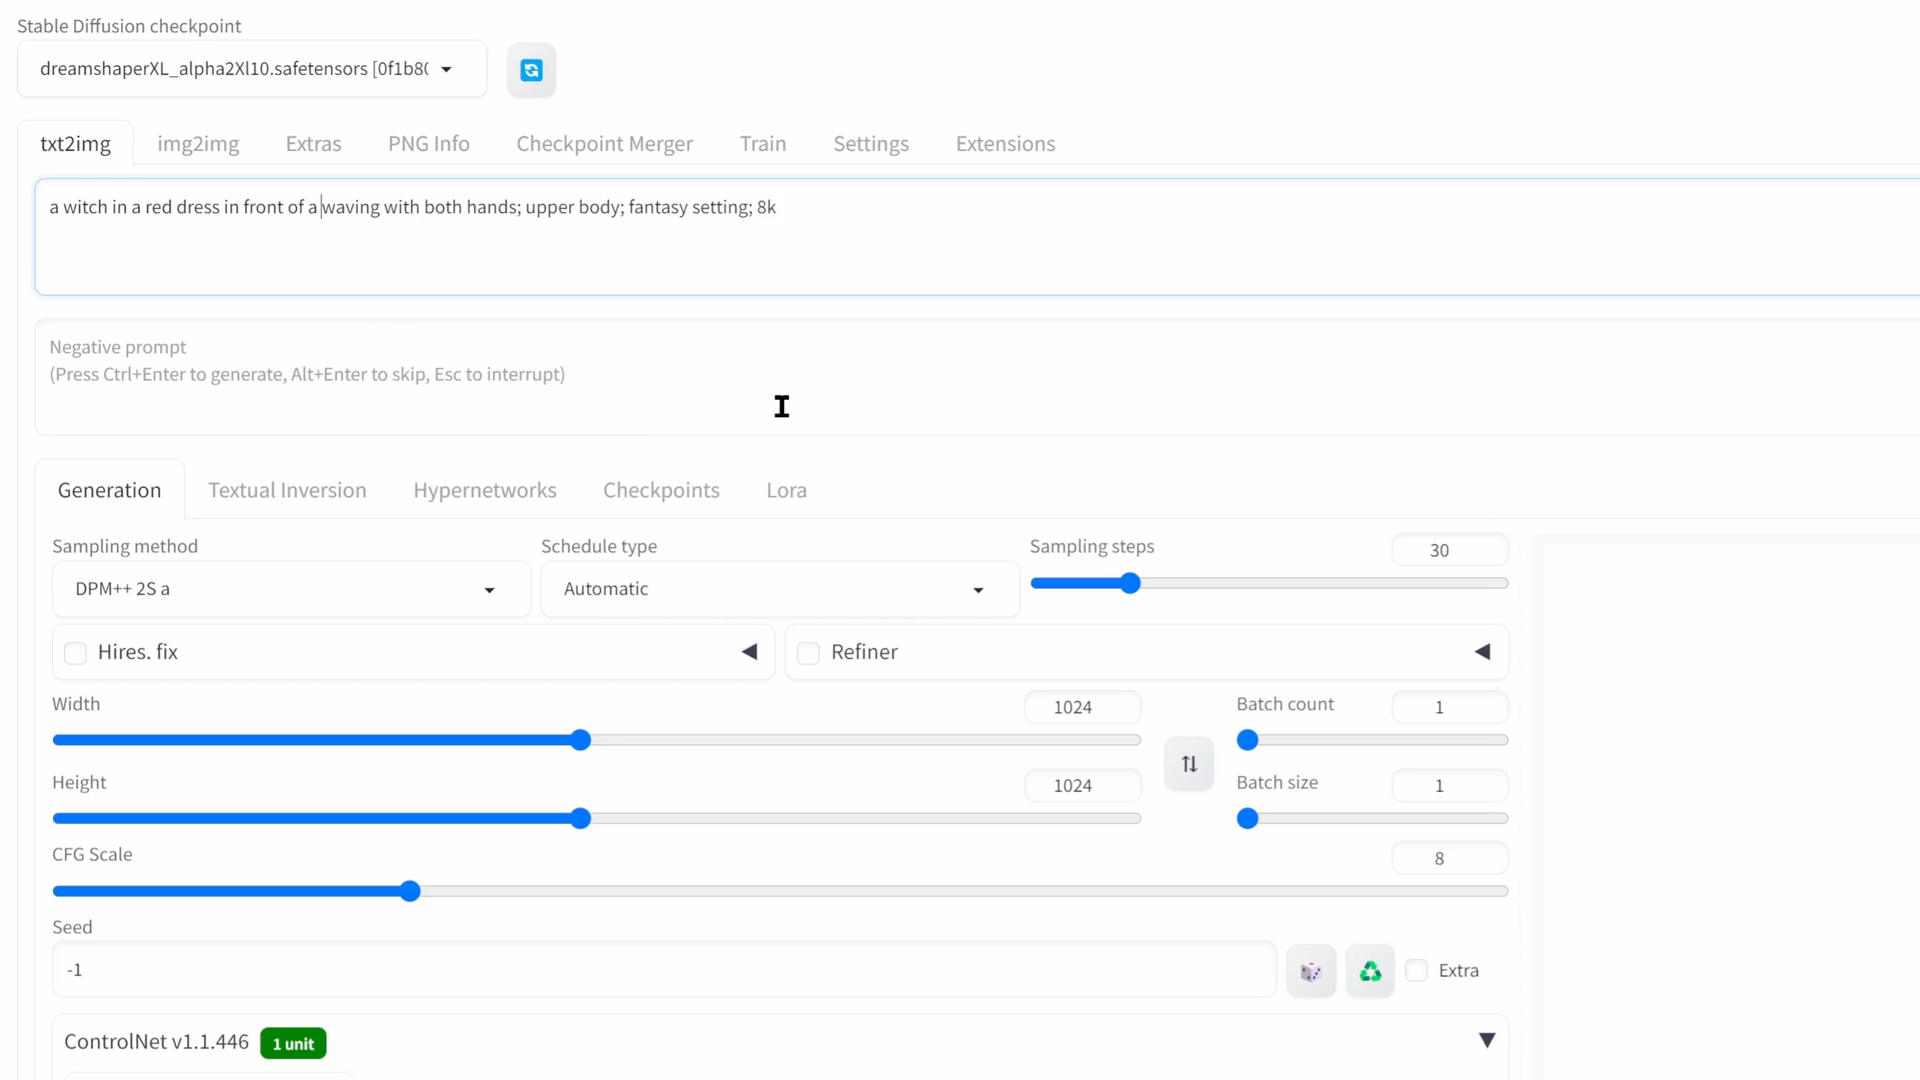 Stable Diffusion checkpoint
dreamshaperXL_alpha2Xl10.safetensors [0f1b80
txt2img img2img Extras PNG Info Checkpoint Merger Train Settings Extensions
a witch in a red dress in front of a waving with both hands; upper body; fantasy setting; 8k
Negative prompt
(Press Ctrl+Enter to generate, Alt+Enter to skip, Esc to interrupt)
Generation Textual Inversion Hypernetworks Checkpoints Lora
Sampling method Schedule type Sampling steps 30
DPM++ 2S a Automatic
Hires. fix Refiner
Width 1024 Batch count 1
Height 1024 Batch size 1
CFG Scale 8
Seed
-1 Extra
ControlNet v1.1.446 1 unit